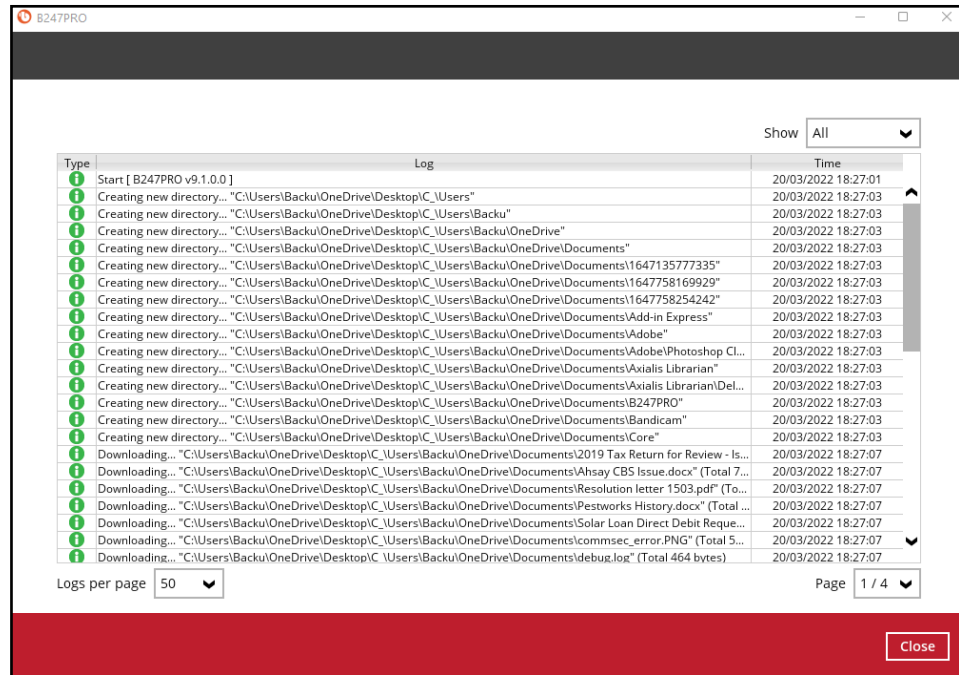 B247PRO
Show All
Type Log Time
Start [ B247PRO v9.1.0.0 ] 20/03/2022 18:27:01
Creating new directory... "C:\Users\Backu\OneDrive\Desktop\C_\Users" 20/03/2022 18:27:03
Creating new directory... "C:\Users\Backu\OneDrive\Desktop\C_\Users\Backu" 20/03/2022 18:27:03
Creating new directory... "C:\Users\Backu\OneDrive\Desktop\C_\Users\Backu\OneDrive" 20/03/2022 18:27:03
Creating new directory... "C:\Users\Backu\OneDrive\Desktop\C_\Users\Backu\OneDrive\Documents" 20/03/2022 18:27:03
Creating new directory... "C:\Users\Backu\OneDrive\Desktop\C_\Users\Backu\OneDrive\Documents\1647135777335" 20/03/2022 18:27:03
Creating new directory... "C:\Users\Backu\OneDrive\Desktop\C_\Users\Backu\OneDrive\Documents\1647758169929" 20/03/2022 18:27:03
Creating new directory... "C:\Users\Backu\OneDrive\Desktop\C_\Users\Backu\OneDrive\Documents\1647758254242" 20/03/2022 18:27:03
Creating new directory... "C:\Users\Backu\OneDrive\Desktop\C_\Users\Backu\OneDrive\Documents\Add-in Express" 20/03/2022 18:27:03
Creating new directory... "C:\Users\Backu\OneDrive\Desktop\C_\Users\Backu\OneDrive\Documents\Adobe" 20/03/2022 18:27:03
Creating new directory... "C:\Users\Backu\OneDrive\Desktop\C_\Users\Backu\OneDrive\Documents\Adobe\Photoshop Cl... 20/03/2022 18:27:03
Creating new directory... "C:\Users\Backu\OneDrive\Desktop\C_\Users\Backu\OneDrive\Documents\Axialis Librarian" 20/03/2022 18:27:03
Creating new directory... "C:\Users\Backu\OneDrive\Desktop\C_\Users\Backu\OneDrive\Documents\Axialis Librarian\Del... 20/03/2022 18:27:03
Creating new directory... "C:\Users\Backu\OneDrive\Desktop\C_\Users\Backu\OneDrive\Documents\B247PRO" 20/03/2022 18:27:03
Creating new directory... "C:\Users\Backu\OneDrive\Desktop\C_\Users\Backu\OneDrive\Documents\Bandicam" 20/03/2022 18:27:03
Creating new directory... "C:\Users\Backu\OneDrive\Desktop\C_\Users\Backu\OneDrive\Documents\Core" 20/03/2022 18:27:03
Downloading... "C:\Users\Backu\OneDrive\Desktop\C_\Users\Backu\OneDrive\Documents\2019 Tax Return for Review - Is... 20/03/2022 18:27:07
Downloading... "C:\Users\Backu\OneDrive\Desktop\C_\Users\Backu\OneDrive\Documents\Ahsay CBS Issue.docx" (Total 7... 20/03/2022 18:27:07
Downloading... "C:\Users\Backu\OneDrive\Desktop\C_\Users\Backu\OneDrive\Documents\Resolution letter 1503.pdf" (To... 20/03/2022 18:27:07
Downloading... "C:\Users\Backu\OneDrive\Desktop\C_\Users\Backu\OneDrive\Documents\Pestworks History.docx" (Total ... 20/03/2022 18:27:07
Downloading... "C:\Users\Backu\OneDrive\Desktop\C_\Users\Backu\OneDrive\Documents\Solar Loan Direct Debit Reque... 20/03/2022 18:27:07
Downloading... "C:\Users\Backu\OneDrive\Desktop\C_\Users\Backu\OneDrive\Documents\commsec_error.PNG" (Total 5... 20/03/2022 18:27:07
Downloading... "C:\Users\Backu\OneDrive\Desktop\C_\Users\Backu\OneDrive\Documents\debug.log" (Total 464 bytes) 20/03/2022 18:27:07
Logs per page 50 Page 1 / 4
Close